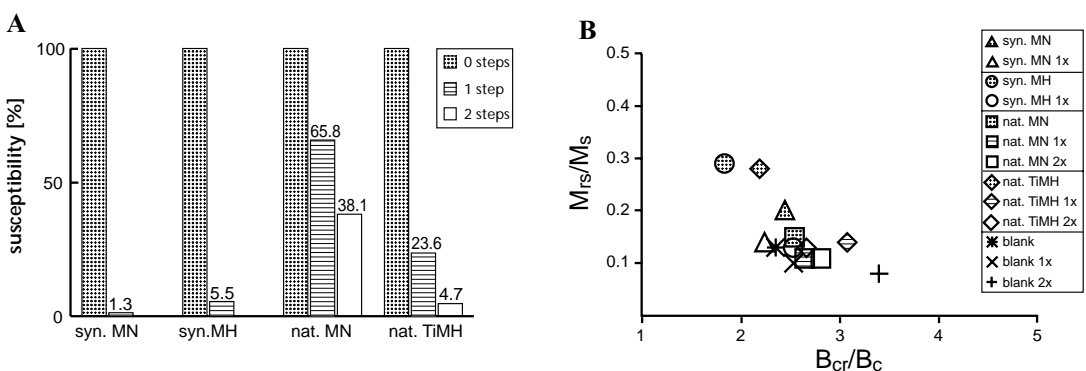 A
100
50
0
susceptibility [%]
0 steps
1 step
2 steps
1.3
5.5
65.8
38.1
23.6
4.7
syn. MN
syn.MH
nat. MN
nat. TiMH
B
0.5
0.4
0.3
0.2
0.1
Mrs/Ms
1 2 3 4 5
Bcr/Bc
syn. MN
syn. MN 1x
syn. MH
syn. MH 1x
nat. MN
nat. MN 1x
nat. MN 2x
nat. TiMH
nat. TiMH 1x
nat. TiMH 2x
blank
blank 1x
blank 2x